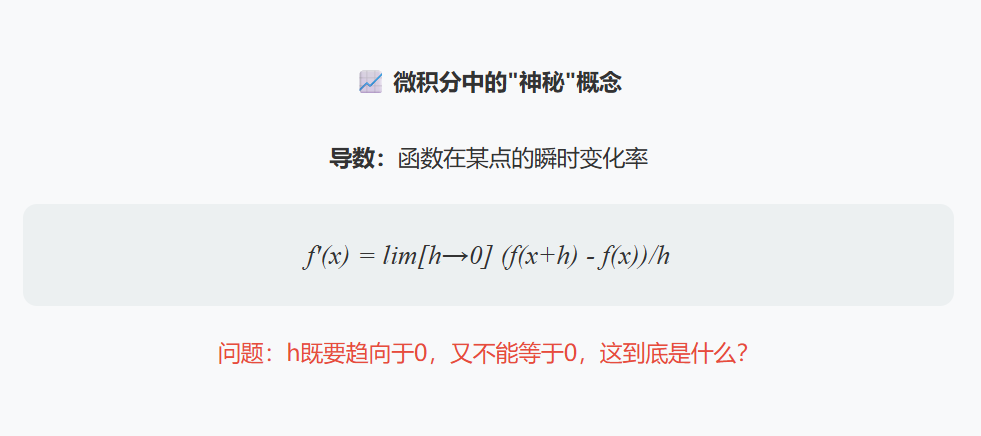 📈 微积分中的"神秘"概念
导数：函数在某点的瞬时变化率
f'(x) = lim[h→0] (f(x+h) - f(x))/h
问题：h既要趋向于0，又不能等于0，这到底是什么？